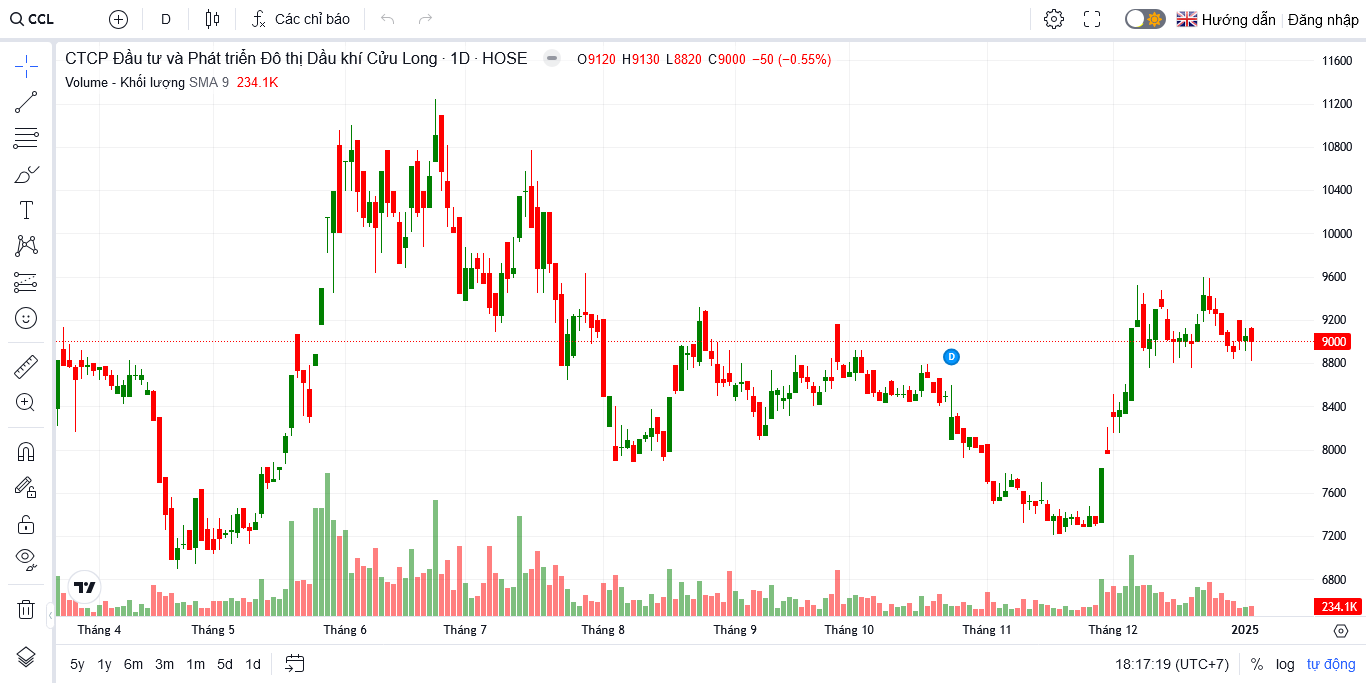 CCL D Các chỉ báo Hướng dẫn Đăng nhập
CTCP Đầu tư và Phát triển Đô thị Dầu khí Cửu Long · 1D · HOSE O9120 H9130 L8820 C9000 −50 (−0.55%)
Volume - Khối lượng SMA 9 234.1K
11600
11200
10800
10400
10000
9600
9200
9000
8800
8400
8000
7600
7200
6800
234.1K
D
Tháng 4 Tháng 5 Tháng 6 Tháng 7 Tháng 8 Tháng 9 Tháng 10 Tháng 11 Tháng 12 2025
5y 1y 6m 3m 1m 5d 1d 18:17:19 (UTC+7) % log tự động